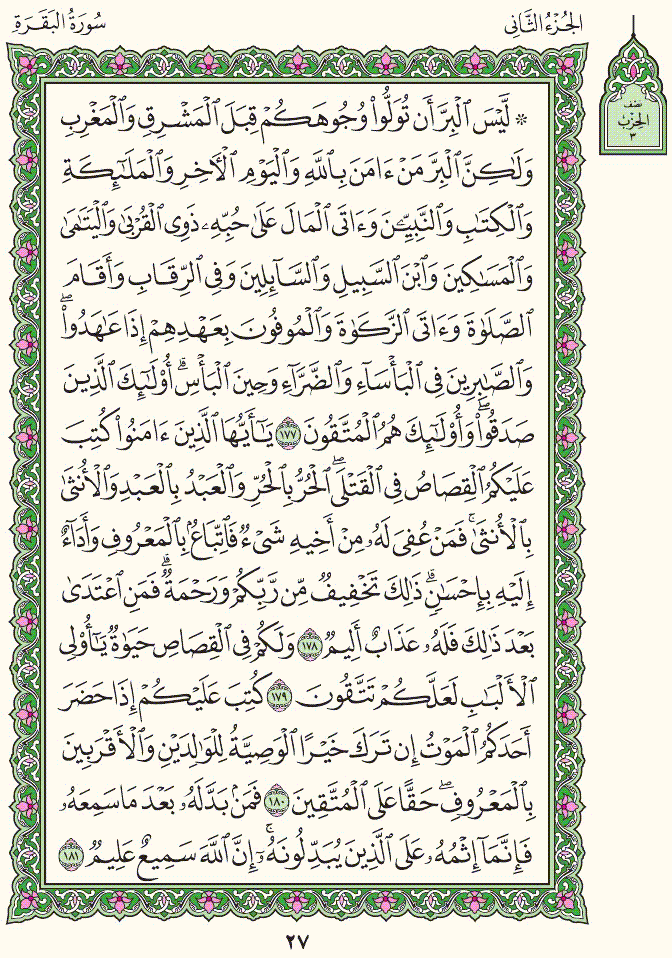 الجُزْءُ الثَّانِى
سُورَةُ البَقَرَةِ
نصف
الحِزْب
٣
۞ لَّيْسَ ٱلْبِرَّ أَن تُوَلُّوا۟ وُجُوهَكُمْ قِبَلَ ٱلْمَشْرِقِ وَٱلْمَغْرِبِ
وَلَٰكِنَّ ٱلْبِرَّ مَنْ ءَامَنَ بِٱللَّهِ وَٱلْيَوْمِ ٱلْأَخِرِ وَٱلْمَلَٰٓئِكَةِ
وَٱلْكِتَٰبِ وَٱلنَّبِيِّـۧنَ وَءَاتَى ٱلْمَالَ عَلَىٰ حُبِّهِۦ ذَوِى ٱلْقُرْبَىٰ وَٱلْيَتَٰمَىٰ
وَٱلْمَسَٰكِينَ وَٱبْنَ ٱلسَّبِيلِ وَٱلسَّآئِلِينَ وَفِى ٱلرِّقَابِ وَأَقَامَ
ٱلصَّلَوٰةَ وَءَاتَى ٱلزَّكَوٰةَ وَٱلْمُوفُونَ بِعَهْدِهِمْ إِذَا عَٰهَدُوا۟ۖ
وَٱلصَّٰبِرِينَ فِى ٱلْبَأْسَآءِ وَٱلضَّرَّآءِ وَحِينَ ٱلْبَأْسِۗ أُو۟لَٰٓئِكَ ٱلَّذِينَ
صَدَقُوا۟ۖ وَأُو۟لَٰٓئِكَ هُمُ ٱلْمُتَّقُونَ ١٧٧ يَٰٓأَيُّهَا ٱلَّذِينَ ءَامَنُوا۟ كُتِبَ
عَلَيْكُمُ ٱلْقِصَاصُ فِى ٱلْقَتْلَىۖ ٱلْحُرُّ بِٱلْحُرِّ وَٱلْعَبْدُ بِٱلْعَبْدِ وَٱلْأُنثَىٰ
بِٱلْأُنثَىٰۚ فَمَنْ عُفِىَ لَهُۥ مِنْ أَخِيهِ شَىْءٌ فَٱتِّبَاعٌۢ بِٱلْمَعْرُوفِ وَأَدَآءٌ
إِلَيْهِ بِإِحْسَٰنٍۗ ذَٰلِكَ تَخْفِيفٌ مِّن رَّبِّكُمْ وَرَحْمَةٌۗ فَمَنِ ٱعْتَدَىٰ
بَعْدَ ذَٰلِكَ فَلَهُۥ عَذَابٌ أَلِيمٌ ١٧٨ وَلَكُمْ فِى ٱلْقِصَاصِ حَيَوٰةٌ يَٰٓأُو۟لِى
ٱلْأَلْبَٰبِ لَعَلَّكُمْ تَتَّقُونَ ١٧٩ كُتِبَ عَلَيْكُمْ إِذَا حَضَرَ
أَحَدَكُمُ ٱلْمَوْتُ إِن تَرَكَ خَيْرًا ٱلْوَصِيَّةُ لِلْوَٰلِدَيْنِ وَٱلْأَقْرَبِينَ
بِٱلْمَعْرُوفِۖ حَقًّا عَلَى ٱلْمُتَّقِينَ ١٨٠ فَمَنۢ بَدَّلَهُۥ بَعْدَ مَا سَمِعَهُۥ
فَإِنَّمَآ إِثْمُهُۥ عَلَى ٱلَّذِينَ يُبَدِّلُونَهُۥٓۚ إِنَّ ٱللَّهَ سَمِيعٌ عَلِيمٌ ١٨١
٢٧